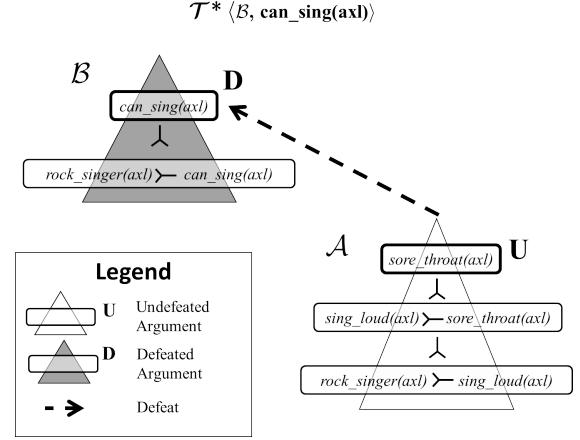 𝒯* ⟨ℬ, can_sing(axl)⟩
ℬ
D
can_sing(axl)
rock_singer(axl) ≻ can_sing(axl)
𝒜
U
sore_throat(axl)
sing_loud(axl) ≻ sore_throat(axl)
rock_singer(axl) ≻ sing_loud(axl)
Legend
U Undefeated
Argument
D Defeated
Argument
Defeat